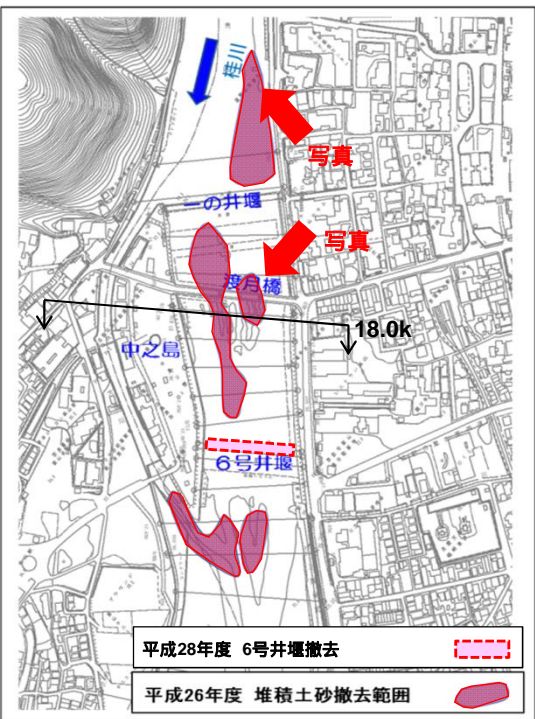 桂川
写真
一の井堰
写真
渡月橋
18.0k
中之島
6号井堰
平成28年度 6号井堰撤去
平成26年度 堆積土砂撤去範囲